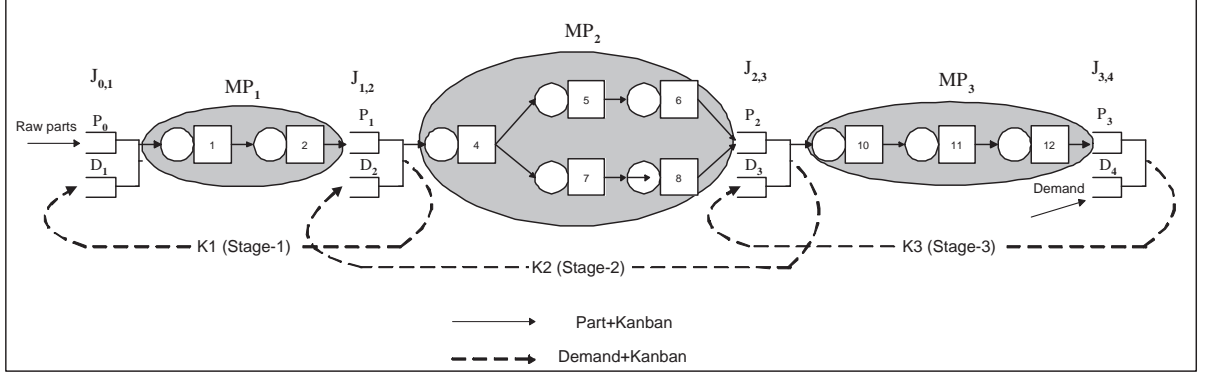 MP₂
J₀,₁
J₁,₂
J₂,₃
J₃,₄
MP₁
MP₃
Raw parts
P₀
P₁
P₂
P₃
1
2
4
5
6
7
8
10
11
12
D₁
D₂
D₃
D₄
Demand
K1 (Stage-1)
K2 (Stage-2)
K3 (Stage-3)
Part+Kanban
Demand+Kanban